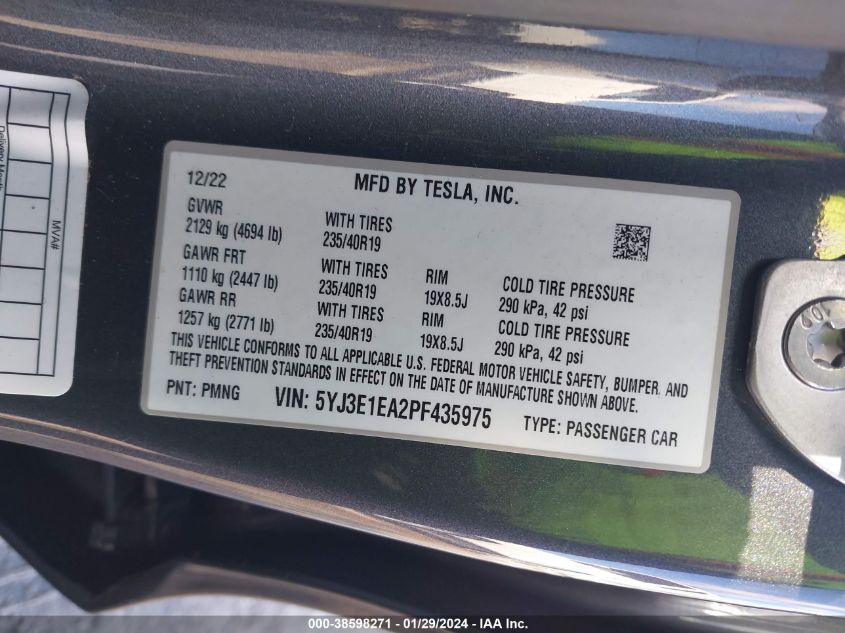 Delivery
MVA#
12/22
MFD BY TESLA, INC.
GVWR
2129 kg (4694 lb)
WITH TIRES
235/40R19
GAWR FRT
1110 kg (2447 lb)
WITH TIRES
235/40R19
RIM
19X8.5J
COLD TIRE PRESSURE
290 kPa, 42 psi
GAWR RR
1257 kg (2771 lb)
WITH TIRES
235/40R19
RIM
19X8.5J
COLD TIRE PRESSURE
290 kPa, 42 psi
THIS VEHICLE CONFORMS TO ALL APPLICABLE U.S. FEDERAL MOTOR VEHICLE SAFETY, BUMPER, AND
THEFT PREVENTION STANDARDS IN EFFECT ON THE DATE OF MANUFACTURE SHOWN ABOVE.
PNT: PMNG
VIN: 5YJ3E1EA2PF435975
TYPE: PASSENGER CAR
000-38598271 - 01/29/2024 - IAA Inc.